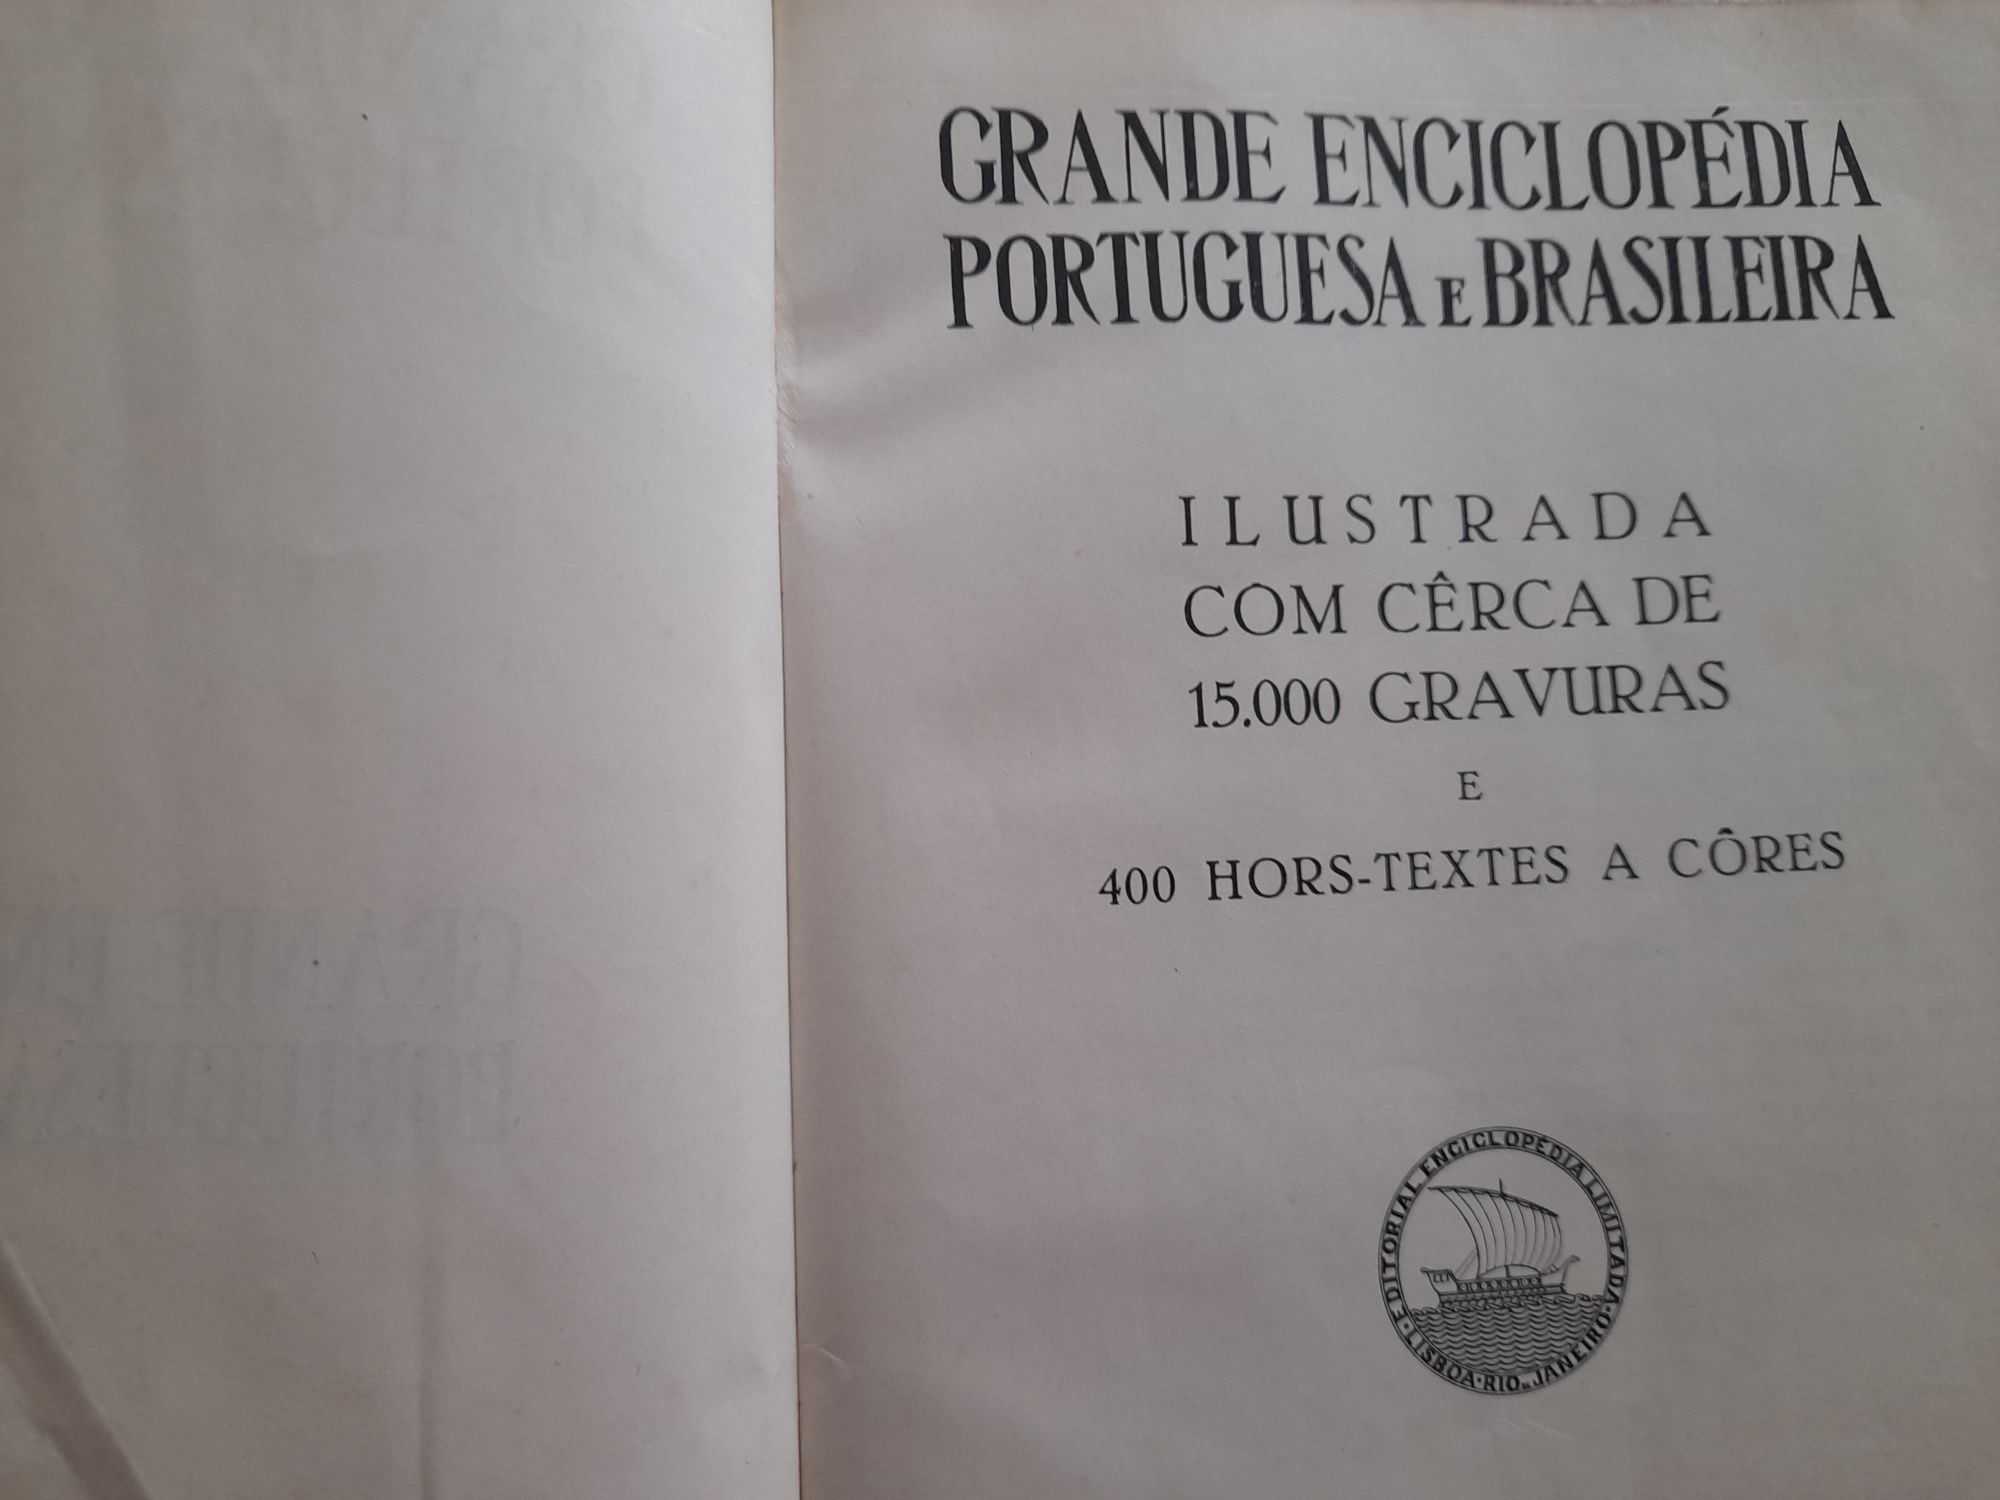 GRANDE ENCICLOPÉDIA
PORTUGUESA E BRASILEIRA
ILUSTRADA
COM CÊRCA DE
15.000 GRAVURAS
E
400 HORS-TEXTES A CÔRES
EDITORIAL ENCICLOPÉDIA LIMITADA
· LISBOA · RIO DE JANEIRO ·